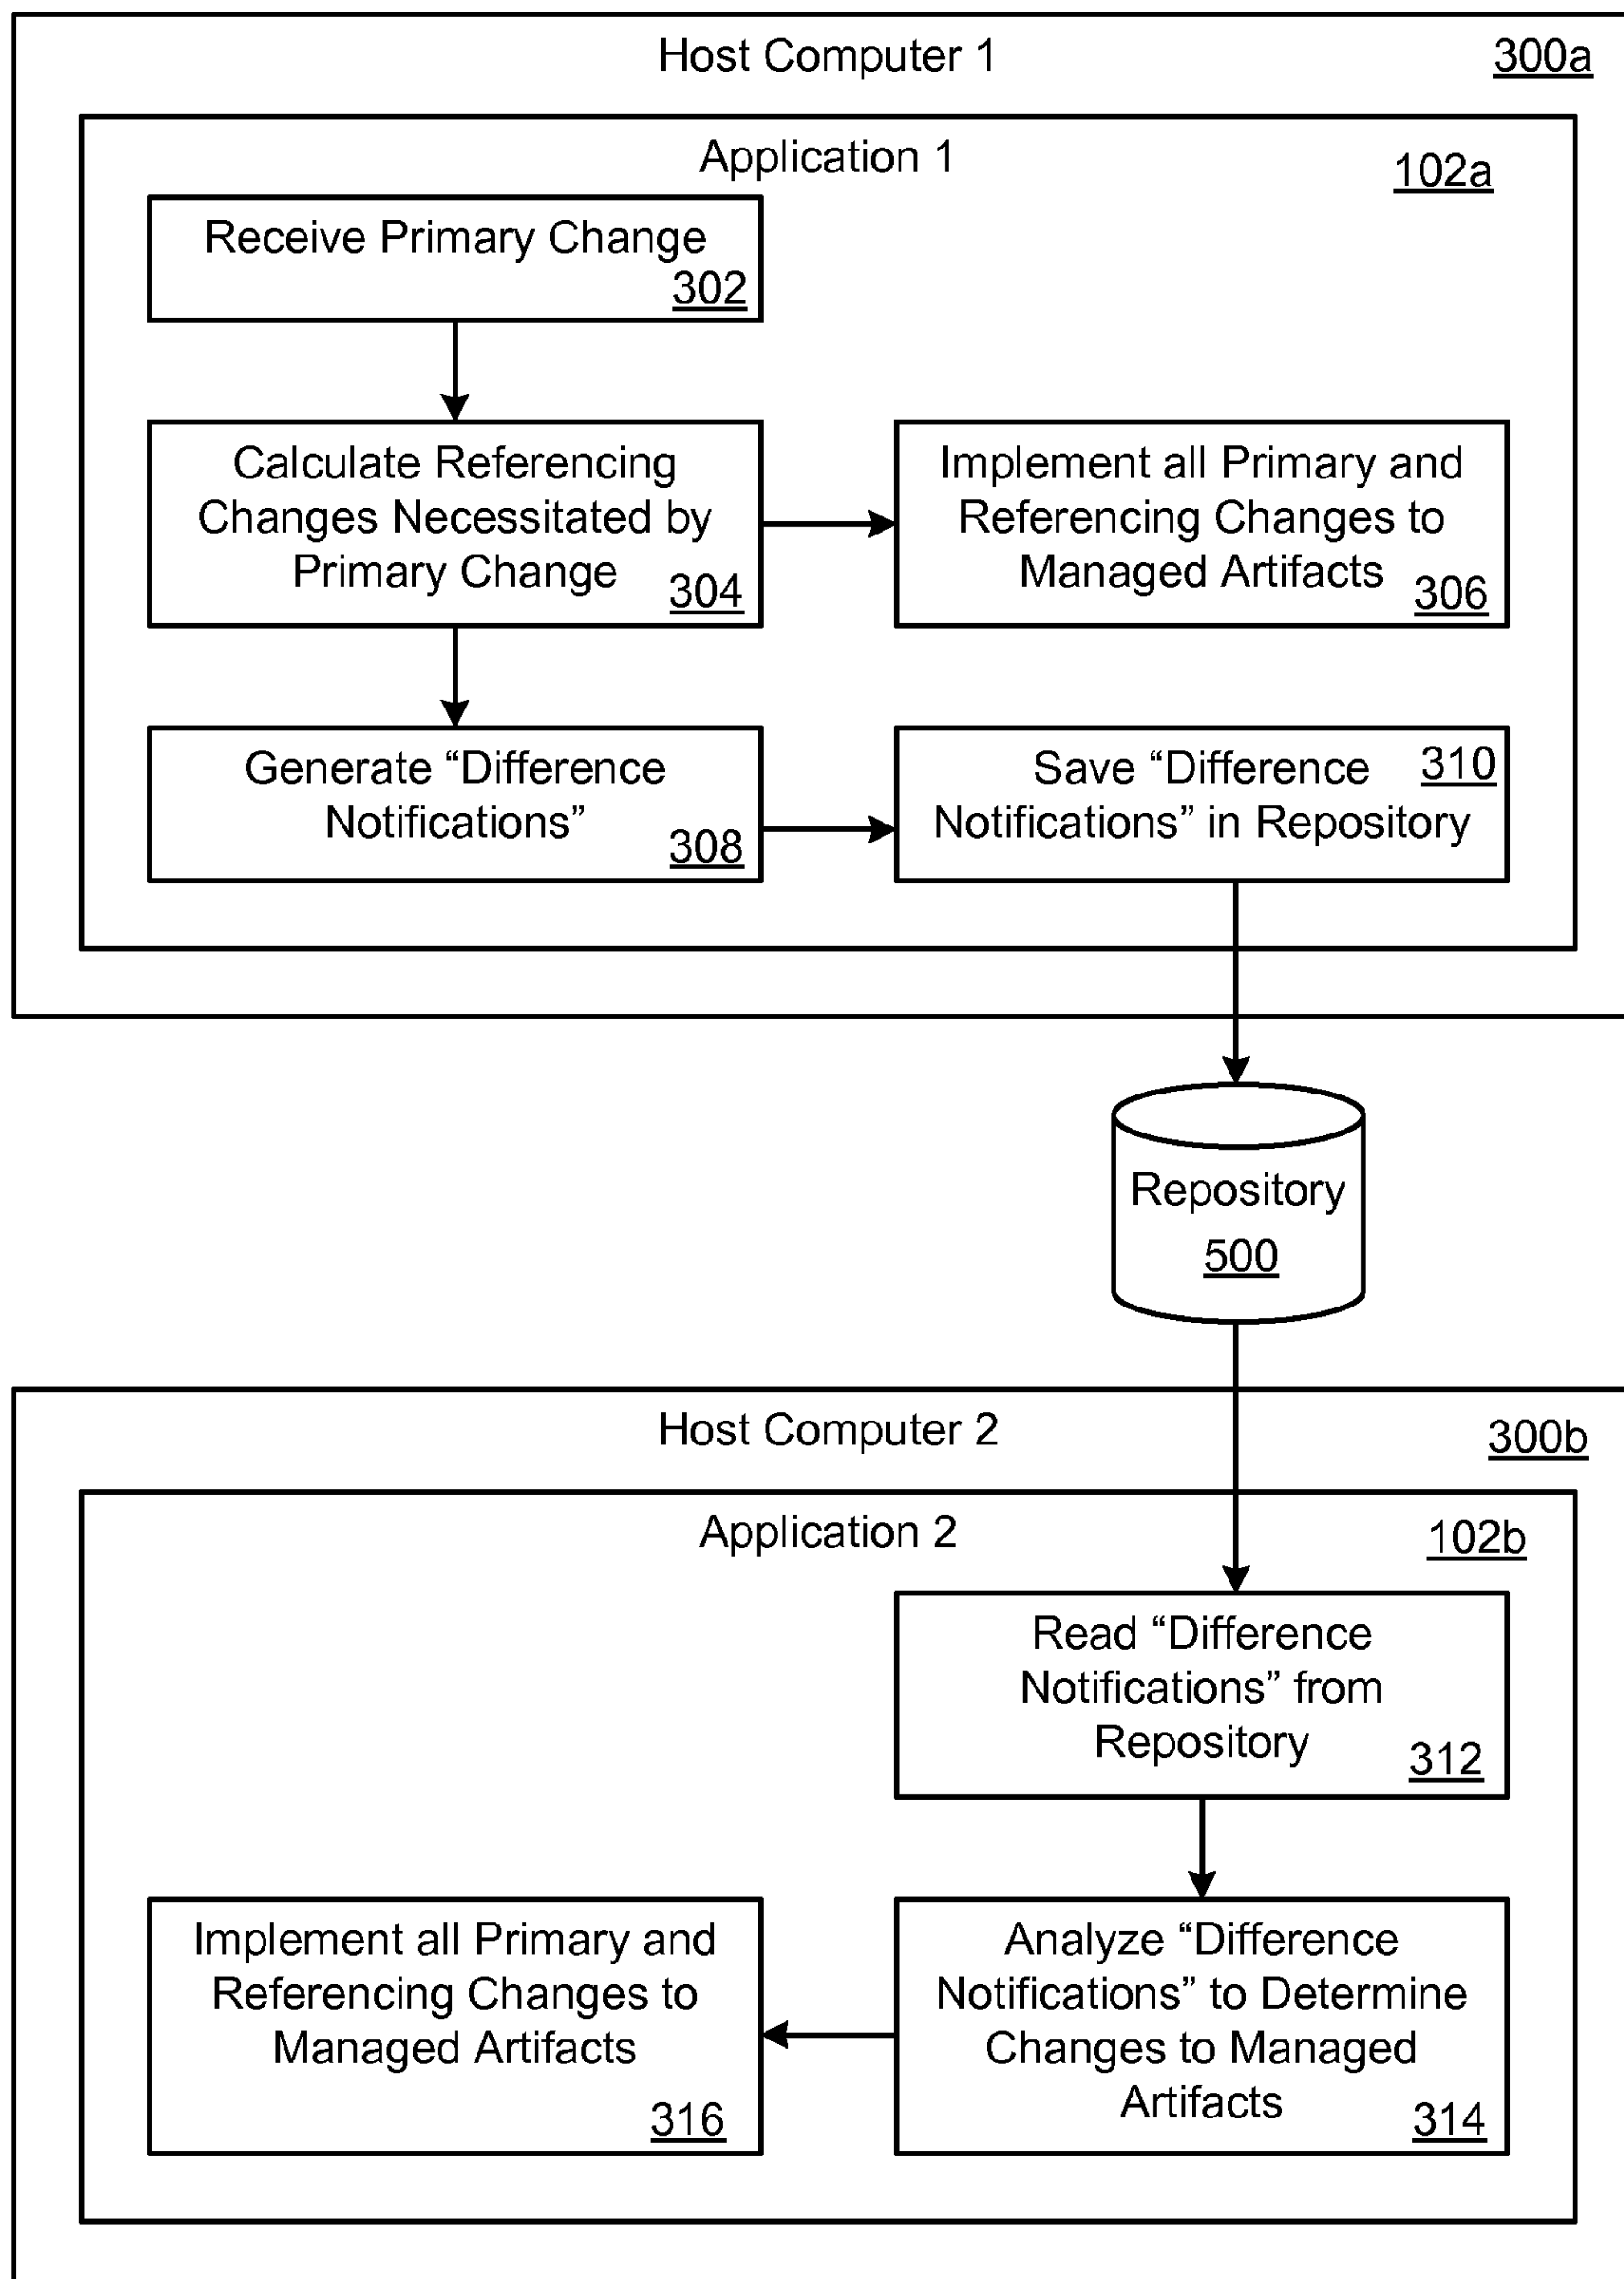 Host Computer 1
300a
Application 1
102a
Receive Primary Change
302
Calculate Referencing
Changes Necessitated by
Primary Change
304
Implement all Primary and
Referencing Changes to
Managed Artifacts
306
Generate “Difference
Notifications”
308
Save “Difference
310
Notifications” in Repository
Repository
500
Host Computer 2
300b
Application 2
102b
Read “Difference
Notifications” from
Repository
312
Analyze “Difference
Notifications” to Determine
Changes to Managed
Artifacts
314
Implement all Primary and
Referencing Changes to
Managed Artifacts
316